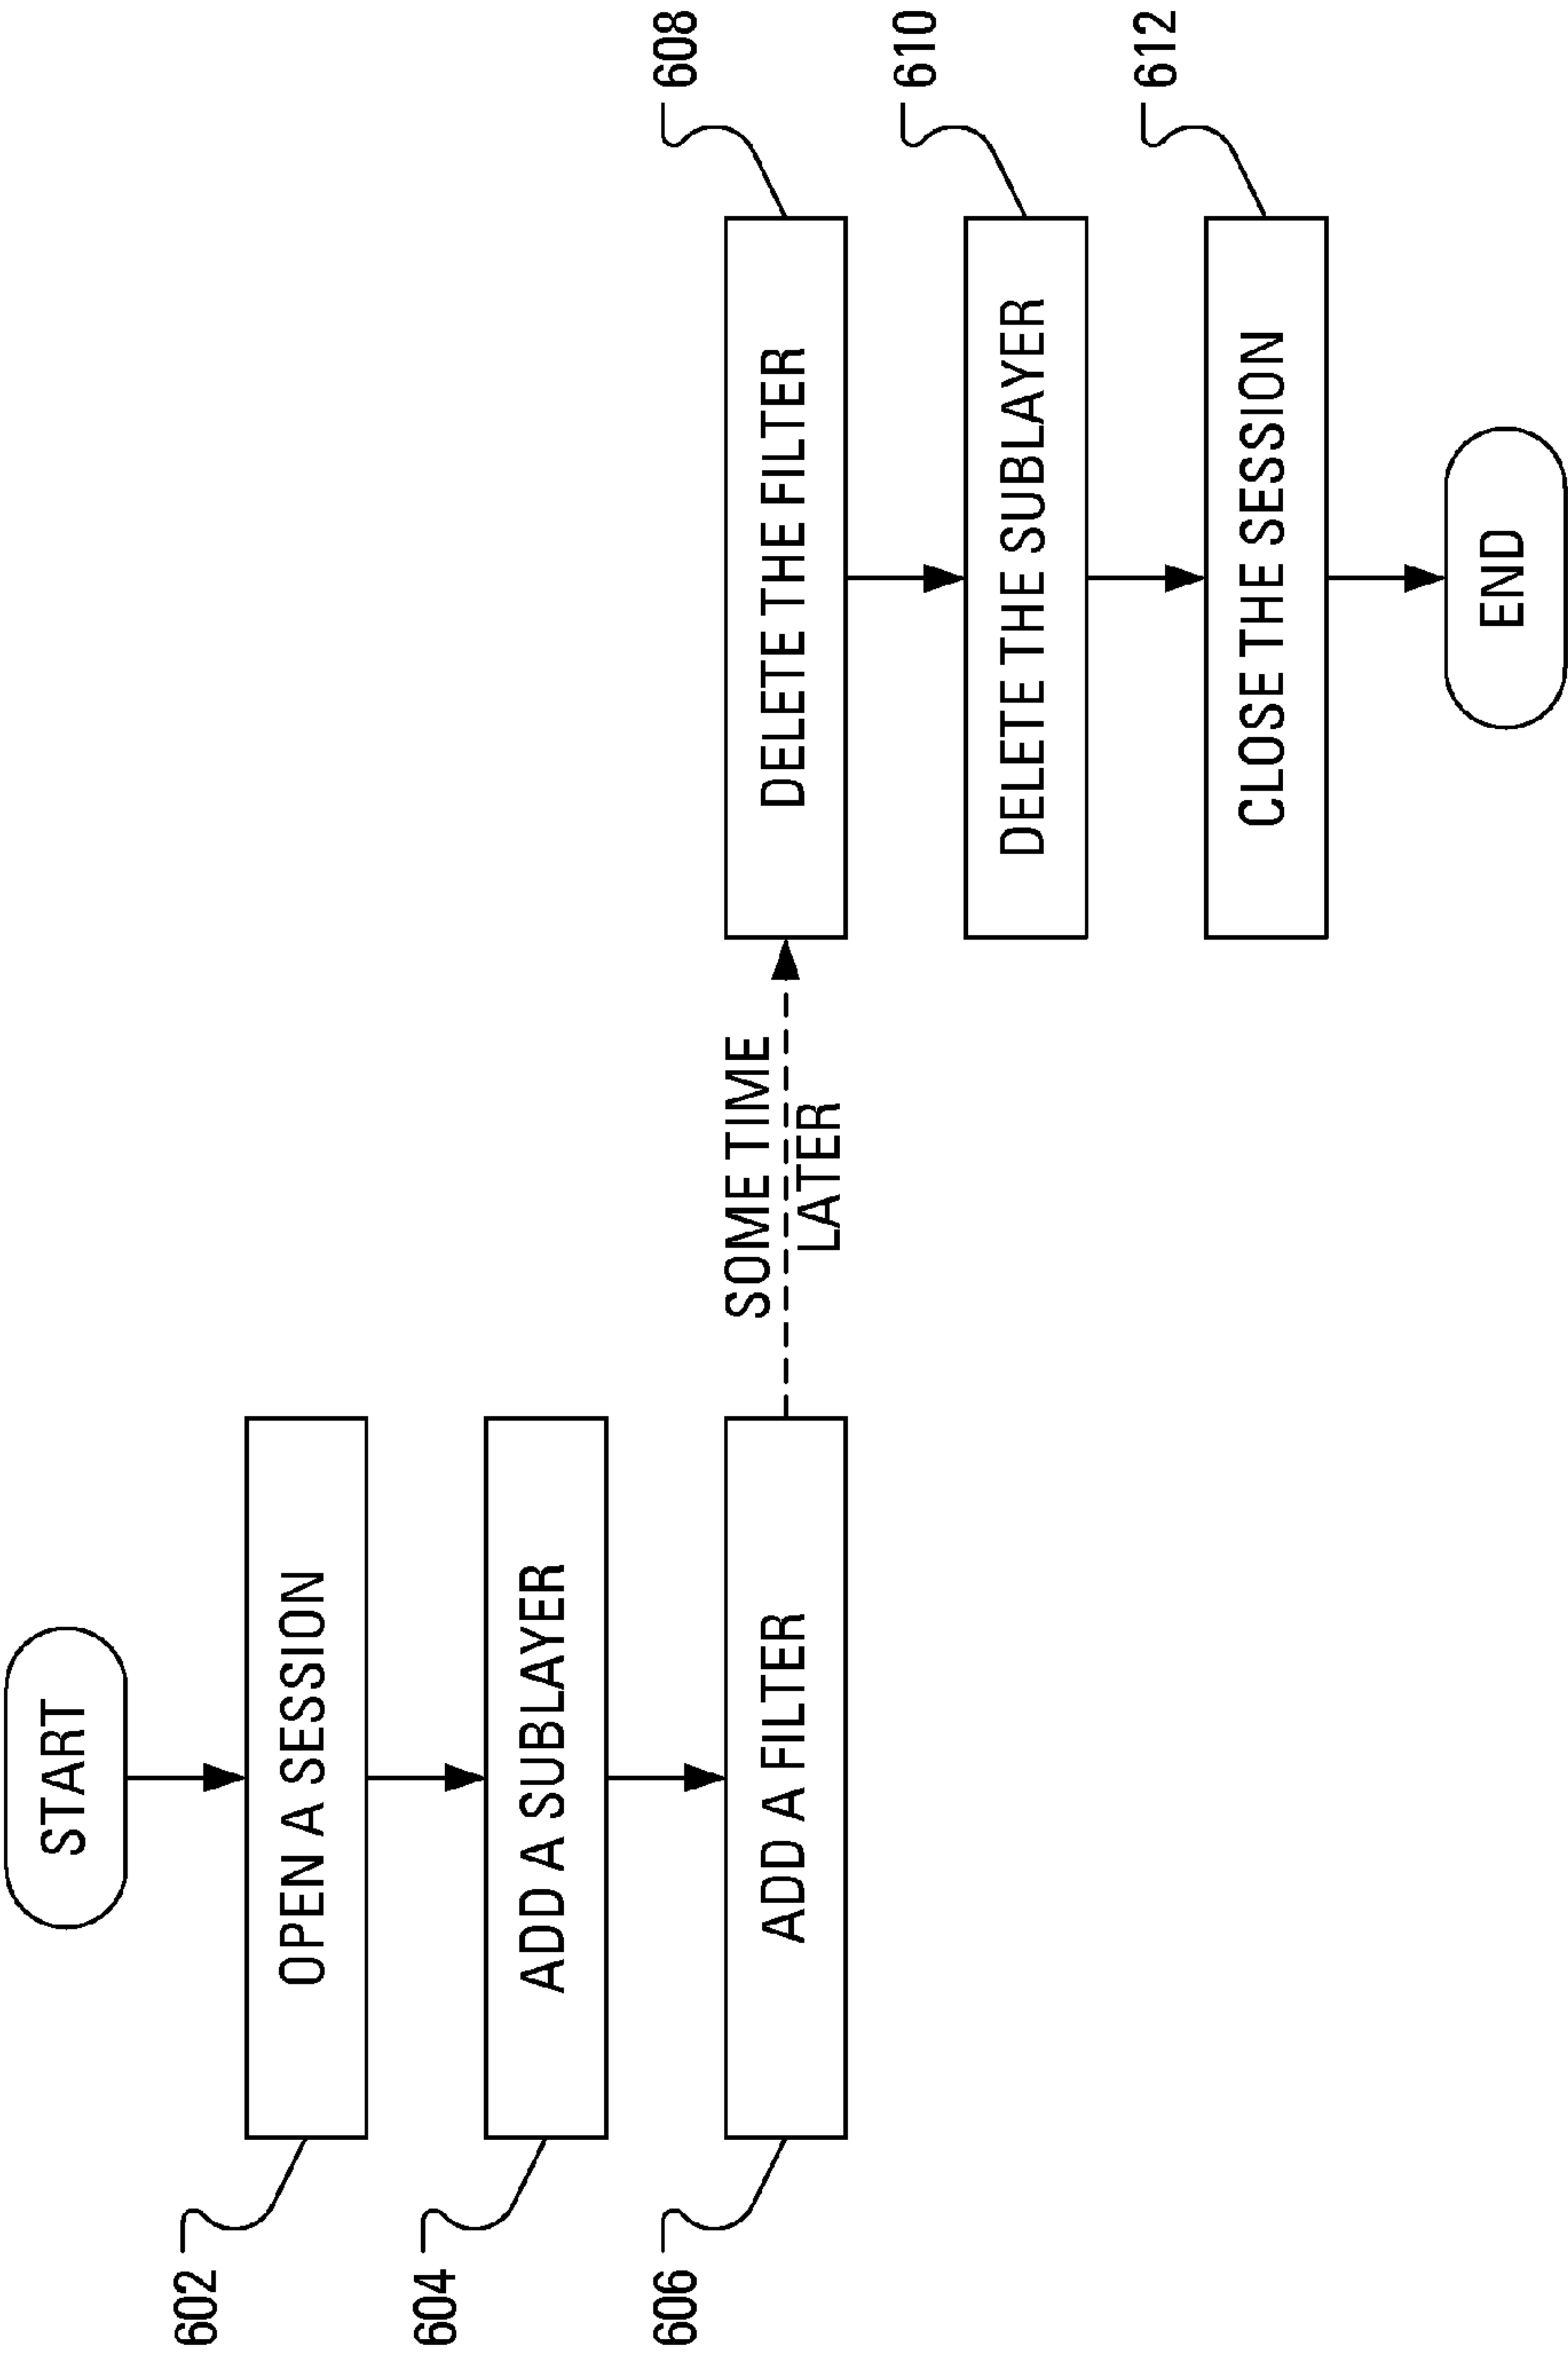 START
602
OPEN A SESSION
604
ADD A SUBLAYER
606
ADD A FILTER
SOME TIME
LATER
608
DELETE THE FILTER
610
DELETE THE SUBLAYER
612
CLOSE THE SESSION
END